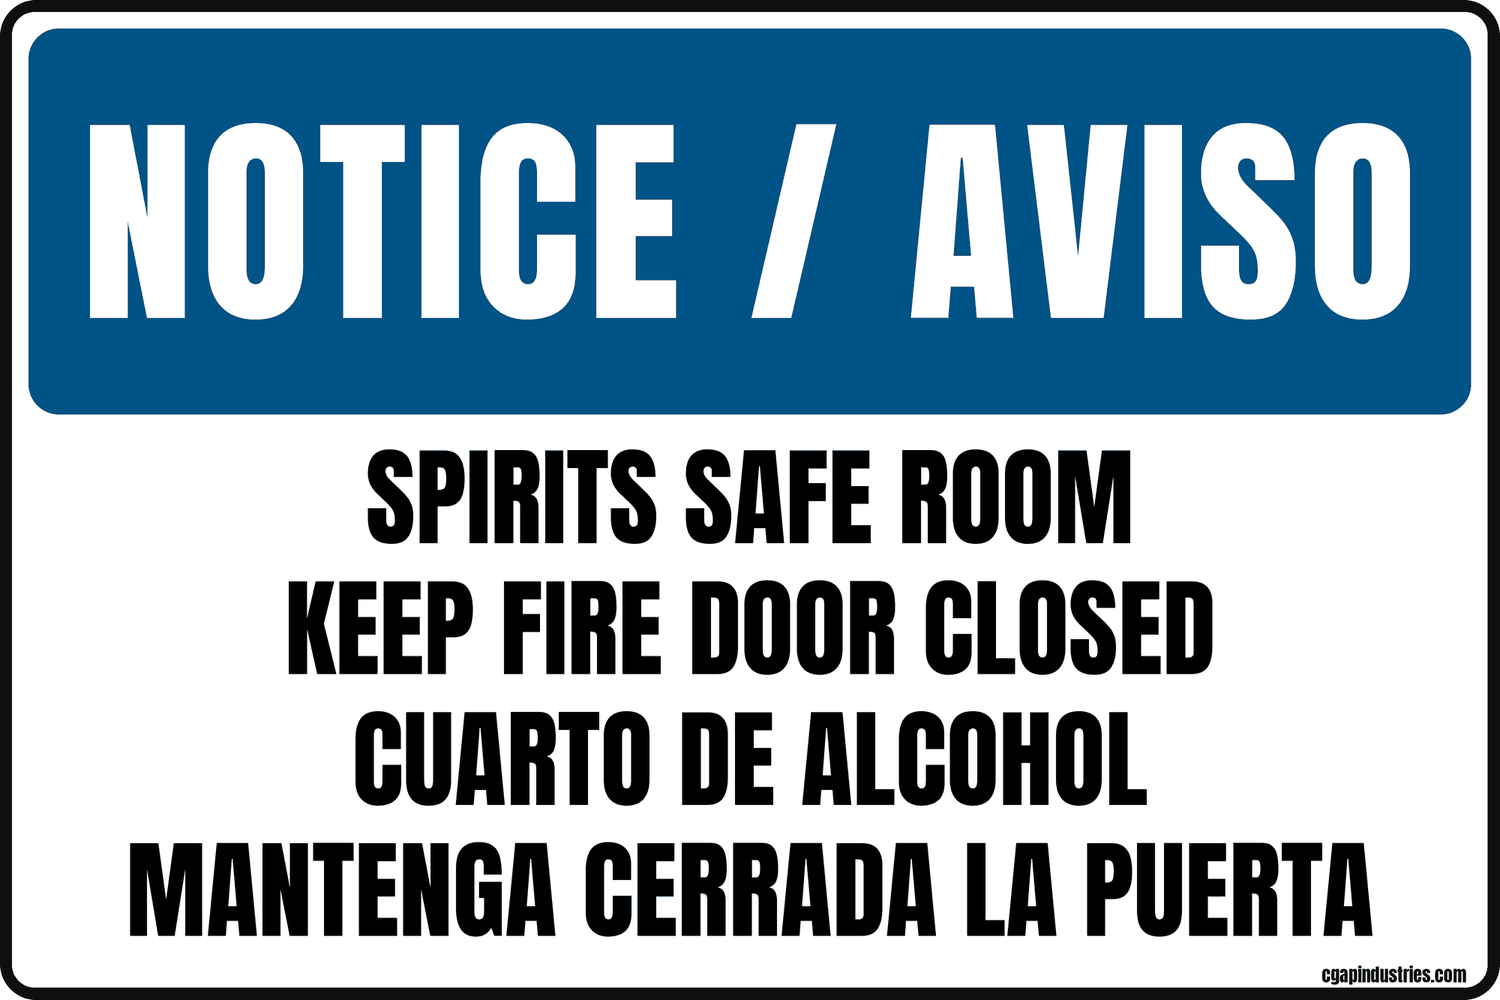 NOTICE / AVISO
SPIRITS SAFE ROOM
KEEP FIRE DOOR CLOSED
CUARTO DE ALCOHOL
MANTENGA CERRADA LA PUERTA
cgapindustries.com